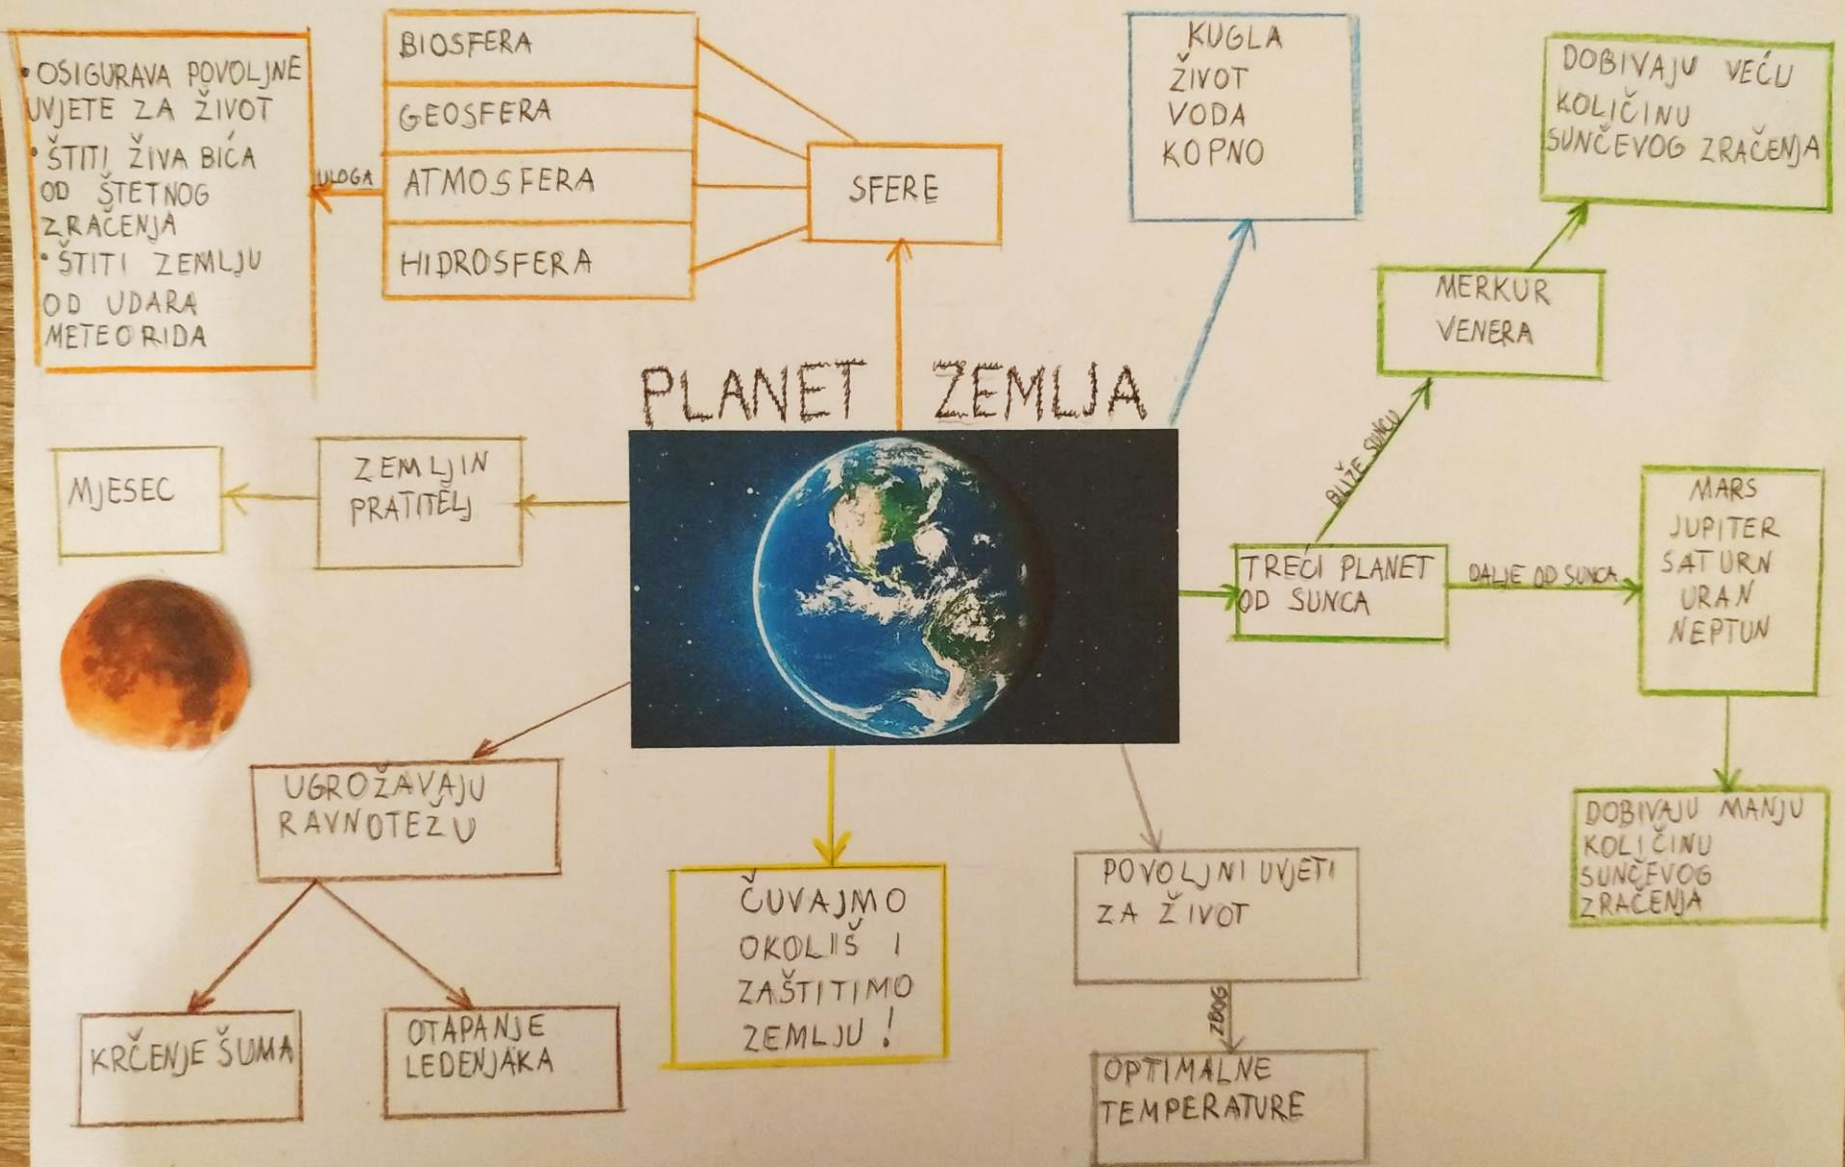 • OSIGURAVA POVOLJNE
UVJETE ZA ŽIVOT
• ŠTITI ŽIVA BIĆA
OD ŠTETNOG
ZRAČENJA
• ŠTITI ZEMLJU
OD UDARA
METEORIDA
ULOGA
BIOSFERA
GEOSFERA
ATMOSFERA
HIDROSFERA
SFERE
KUGLA
ŽIVOT
VODA
KOPNO
DOBIVAJU VEĆU
KOLIČINU
SUNČEVOG ZRAČENJA
MERKUR
VENERA
BLIŽE SUNCU
PLANET ZEMLJA
MJESEC
ZEMLJIN
PRATITELJ
TREĆI PLANET
OD SUNCA
DALJE OD SUNCA
MARS
JUPITER
SATURN
URAN
NEPTUN
DOBIVAJU MANJU
KOLIČINU
SUNČEVOG
ZRAČENJA
UGROŽAVAJU
RAVNOTEŽU
KRČENJE ŠUMA
OTAPANJE
LEDENJAKA
ČUVAJMO
OKOLIŠ I
ZAŠTITIMO
ZEMLJU!
POVOLJNI UVJETI
ZA ŽIVOT
ZBOG
OPTIMALNE
TEMPERATURE